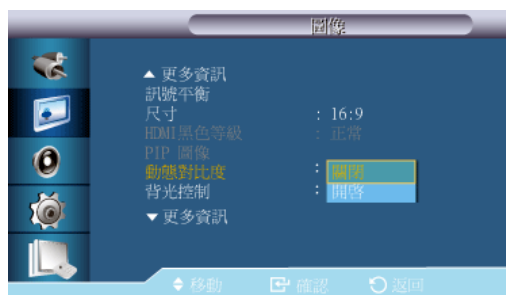 圖像
▲ 更多資訊
訊號平衡
尺寸 : 16:9
HDMI黑色等級 : 正常
PIP 圖像
動態對比度 : 關閉
背光控制 : 開啓
▼ 更多資訊
移動 確認 返回